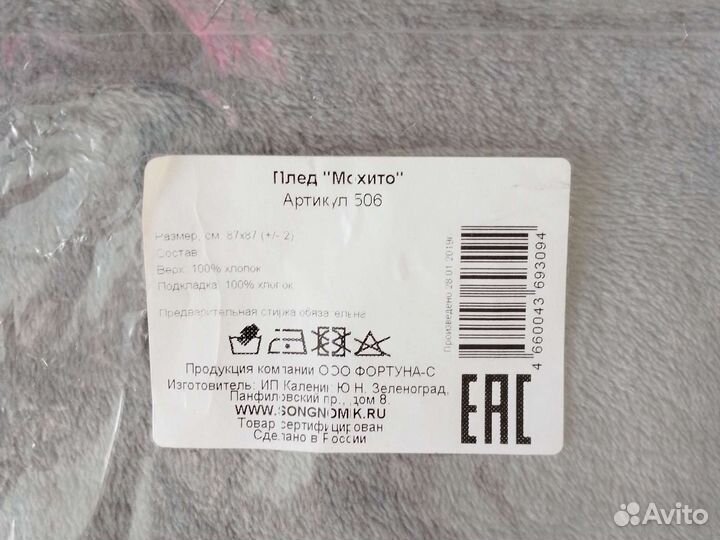 Плед "Мохито"
Артикул 506
Размер, см: 87х87 (+/- 2)
Состав
Верх: 100% хлопок
Подкладка: 100% хлопок
Предварительная стирка обязательна
Продукция компании ООО ФОРТУНА-С
Изготовитель: ИП Каленик Ю.Н. Зеленоград,
Панфиловский пр., дом 8.
WWW.SONGNOMIK.RU
Товар сертифицирован
Сделано в России
Произведено 28.01.2019г
4 660043 693094
EAC
Avito